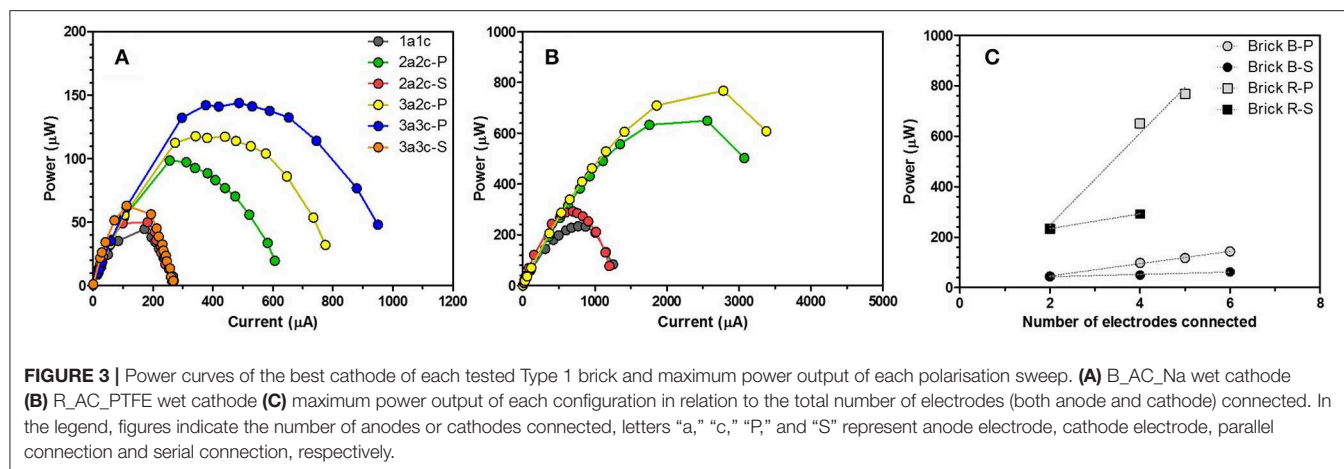 A
200
150
100
50
0
Power (µW)
0 200 400 600 800 1000 1200
Current (µA)
1a1c
2a2c-P
2a2c-S
3a2c-P
3a3c-P
3a3c-S
B
1000
800
600
400
200
0
Power (µW)
0 1000 2000 3000 4000 5000
Current (µA)
C
1000
800
600
400
200
0
Power (µW)
0 2 4 6 8
Number of electrodes connected
Brick B-P
Brick B-S
Brick R-P
Brick R-S
FIGURE 3 | Power curves of the best cathode of each tested Type 1 brick and maximum power output of each polarisation sweep. (A) B_AC_Na wet cathode
(B) R_AC_PTFE wet cathode (C) maximum power output of each configuration in relation to the total number of electrodes (both anode and cathode) connected. In
the legend, figures indicate the number of anodes or cathodes connected, letters “a,” “c,” “P,” and “S” represent anode electrode, cathode electrode, parallel
connection and serial connection, respectively.